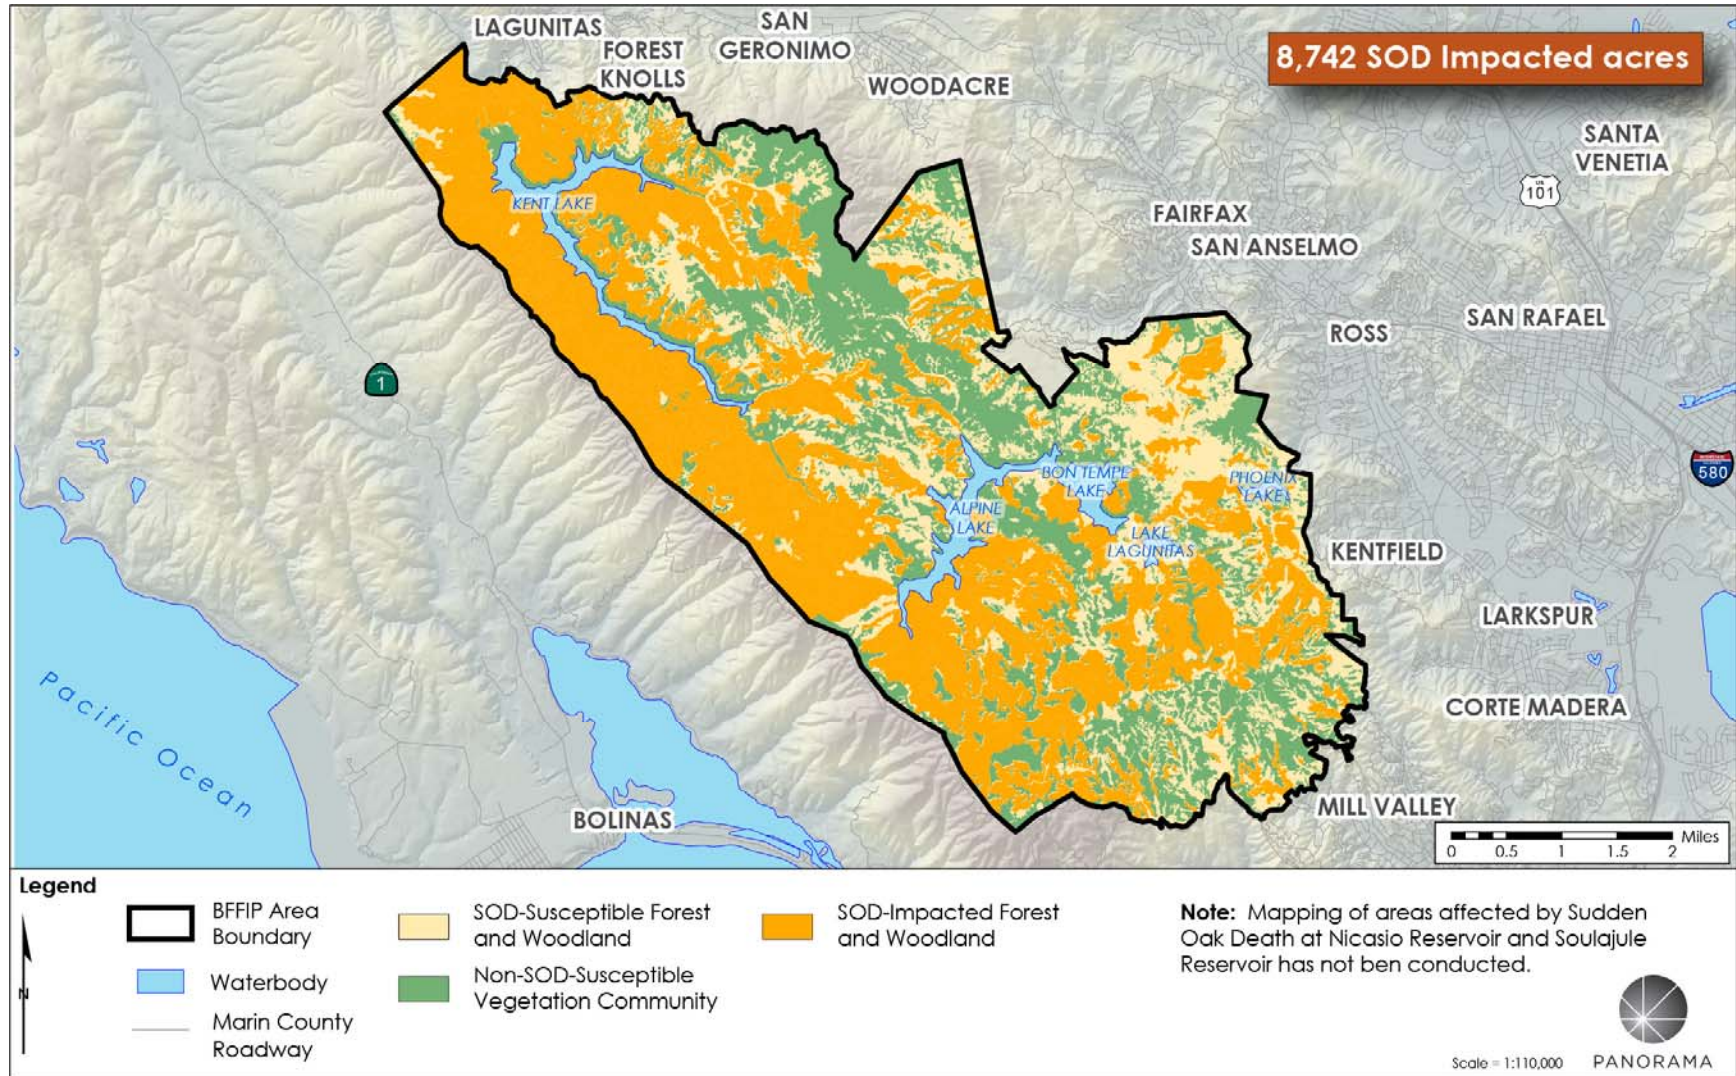 LAGUNITAS
FOREST
KNOLLS
SAN
GERONIMO
WOODACRE
8,742 SOD Impacted acres
SANTA
VENETIA
US
101
KENT LAKE
FAIRFAX
SAN ANSELMO
ROSS
SAN RAFAEL
1
BON TEMPE
LAKE
PHOENIX
LAKE
580
ALPINE
LAKE
LAKE
LAGUNITAS
KENTFIELD
LARKSPUR
CORTE MADERA
Pacific Ocean
BOLINAS
MILL VALLEY
Miles
0 0.5 1 1.5 2
Legend
N
BFFIP Area
Boundary
Waterbody
Marin County
Roadway
SOD-Susceptible Forest
and Woodland
Non-SOD-Susceptible
Vegetation Community
SOD-Impacted Forest
and Woodland
Note: Mapping of areas affected by Sudden
Oak Death at Nicasio Reservoir and Soulajule
Reservoir has not ben conducted.
Scale = 1:110,000
PANORAMA